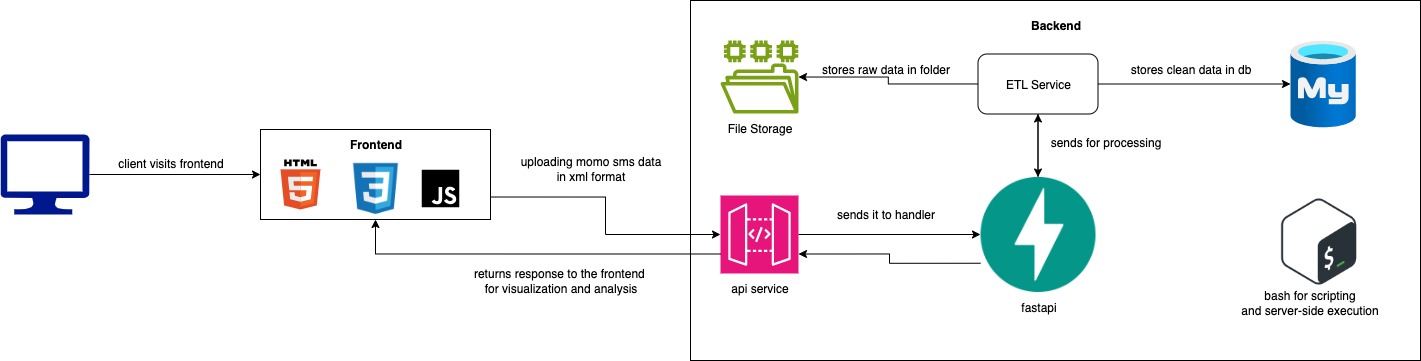 Backend
stores raw data in folder
ETL Service
stores clean data in db
My
File Storage
sends for processing
client visits frontend
Frontend
HTML
5
3
JS
uploading momo sms data
in xml format
</>
api service
sends it to handler
fastapi
returns response to the frontend
for visualization and analysis
$_
bash for scripting
and server-side execution